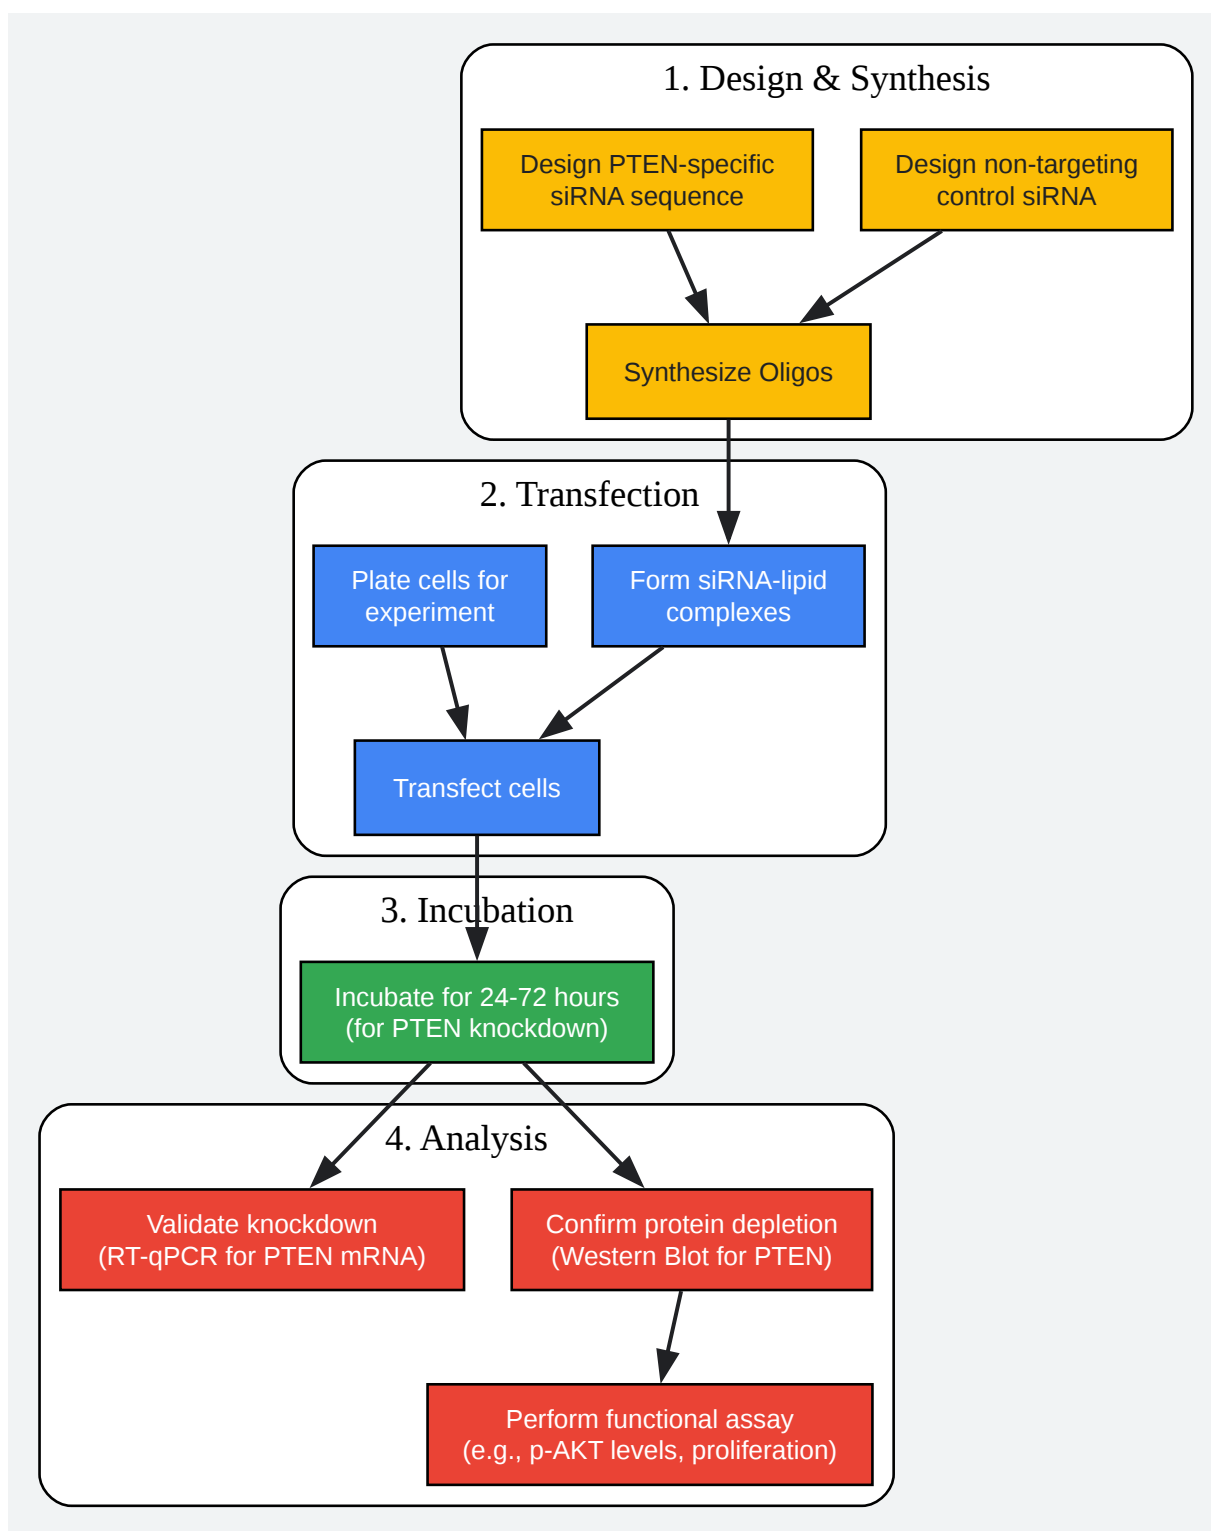 1. Design & Synthesis
Design PTEN-specific
siRNA sequence
Design non-targeting
control siRNA
Synthesize Oligos
2. Transfection
Plate cells for
experiment
Form siRNA-lipid
complexes
Transfect cells
3. Incubation
Incubate for 24-72 hours
(for PTEN knockdown)
4. Analysis
Validate knockdown
(RT-qPCR for PTEN mRNA)
Confirm protein depletion
(Western Blot for PTEN)
Perform functional assay
(e.g., p-AKT levels, proliferation)